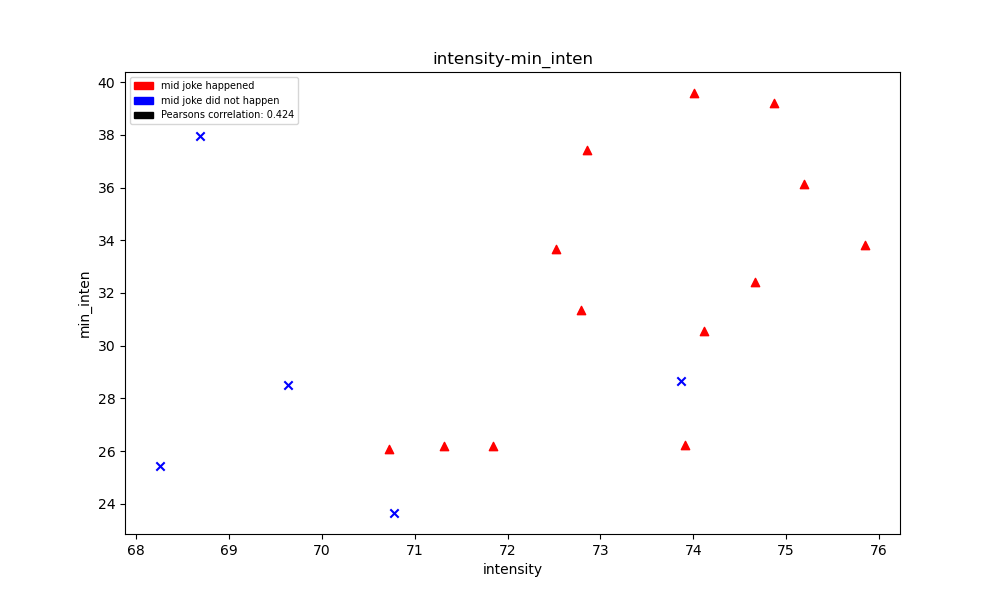 intensity-min_inten
mid joke happened
mid joke did not happen
Pearsons correlation: 0.424
40
38
36
34
32
30
28
26
24
min_inten
68 69 70 71 72 73 74 75 76
intensity